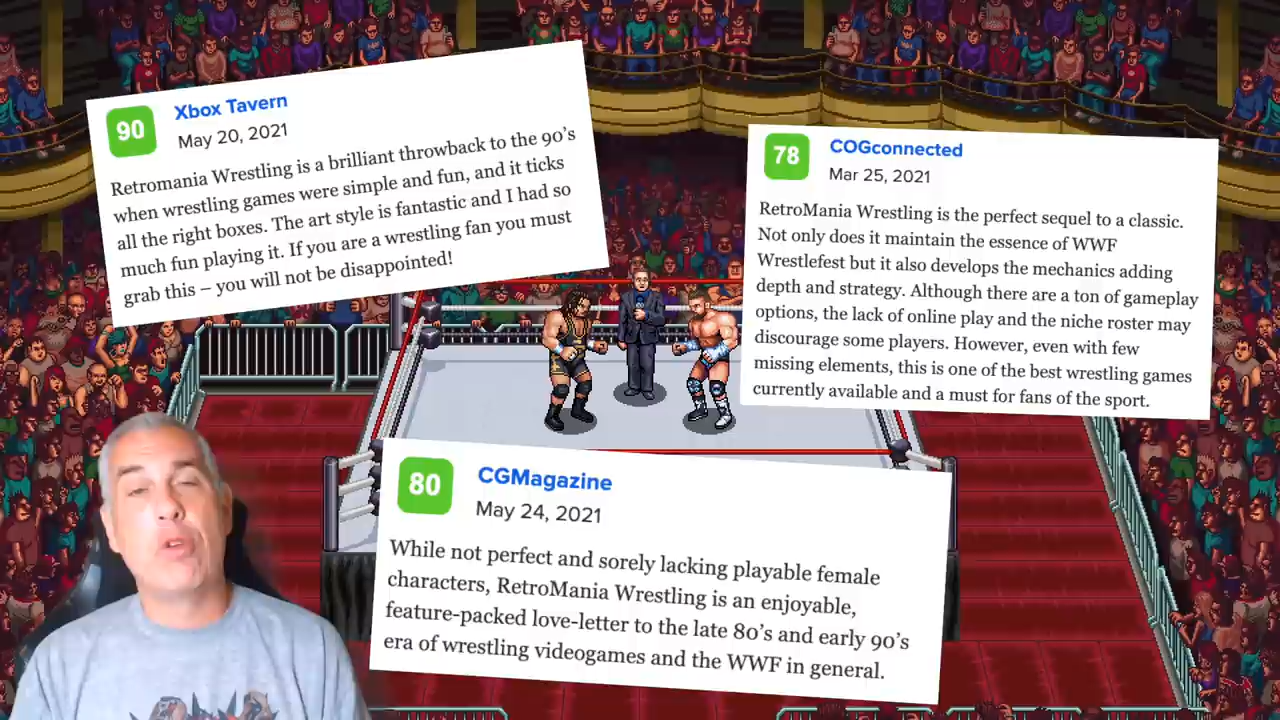 90
Xbox Tavern
May 20, 2021
Retromania Wrestling is a brilliant throwback to the 90's
when wrestling games were simple and fun, and it ticks
all the right boxes. The art style is fantastic and I had so
much fun playing it. If you are a wrestling fan you must
grab this – you will not be disappointed!
78
COGconnected
Mar 25, 2021
RetroMania Wrestling is the perfect sequel to a classic.
Not only does it maintain the essence of WWF
Wrestlefest but it also develops the mechanics adding
depth and strategy. Although there are a ton of gameplay
options, the lack of online play and the niche roster may
discourage some players. However, even with few
missing elements, this is one of the best wrestling games
currently available and a must for fans of the sport.
80
CGMagazine
May 24, 2021
While not perfect and sorely lacking playable female
characters, RetroMania Wrestling is an enjoyable,
feature-packed love-letter to the late 80's and early 90's
era of wrestling videogames and the WWF in general.